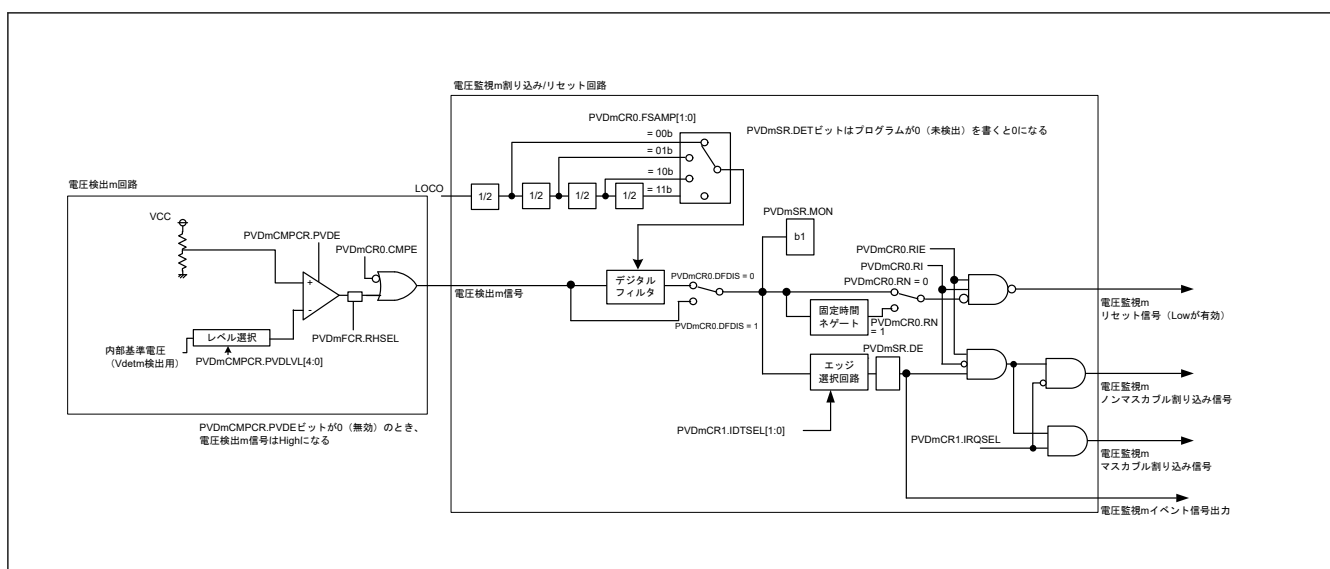 電圧監視m割り込み/リセット回路
PVDmCR0.FSAMP[1:0]
PVDmSR.DETビットはプログラムが0（未検出）を書くと0になる
= 00b
= 01b
= 10b
= 11b
LOCO
1/2
1/2
1/2
1/2
電圧検出m回路
VCC
PVDmCMPCR.PVDE
PVDmCR0.CMPE
+
-
PVDmFCR.RHSEL
レベル選択
内部基準電圧
（Vdetm検出用）
PVDmCMPCR.PVDLVL[4:0]
PVDmCMPCR.PVDEビットが0（無効）のとき、
電圧検出m信号はHighになる
電圧検出m信号
デジタル
フィルタ
PVDmCR0.DFDIS = 0
PVDmCR0.DFDIS = 1
PVDmSR.MON
b1
PVDmCR0.RIE
PVDmCR0.RI
PVDmCR0.RN = 0
固定時間
ネゲート
PVDmCR0.RN
= 1
PVDmSR.DE
エッジ
選択回路
PVDmCR1.IDTSEL[1:0]
PVDmCR1.IRQSEL
電圧監視m
リセット信号（Lowが有効）
電圧監視m
ノンマスカブル割り込み信号
電圧監視m
マスカブル割り込み信号
電圧監視mイベント信号出力